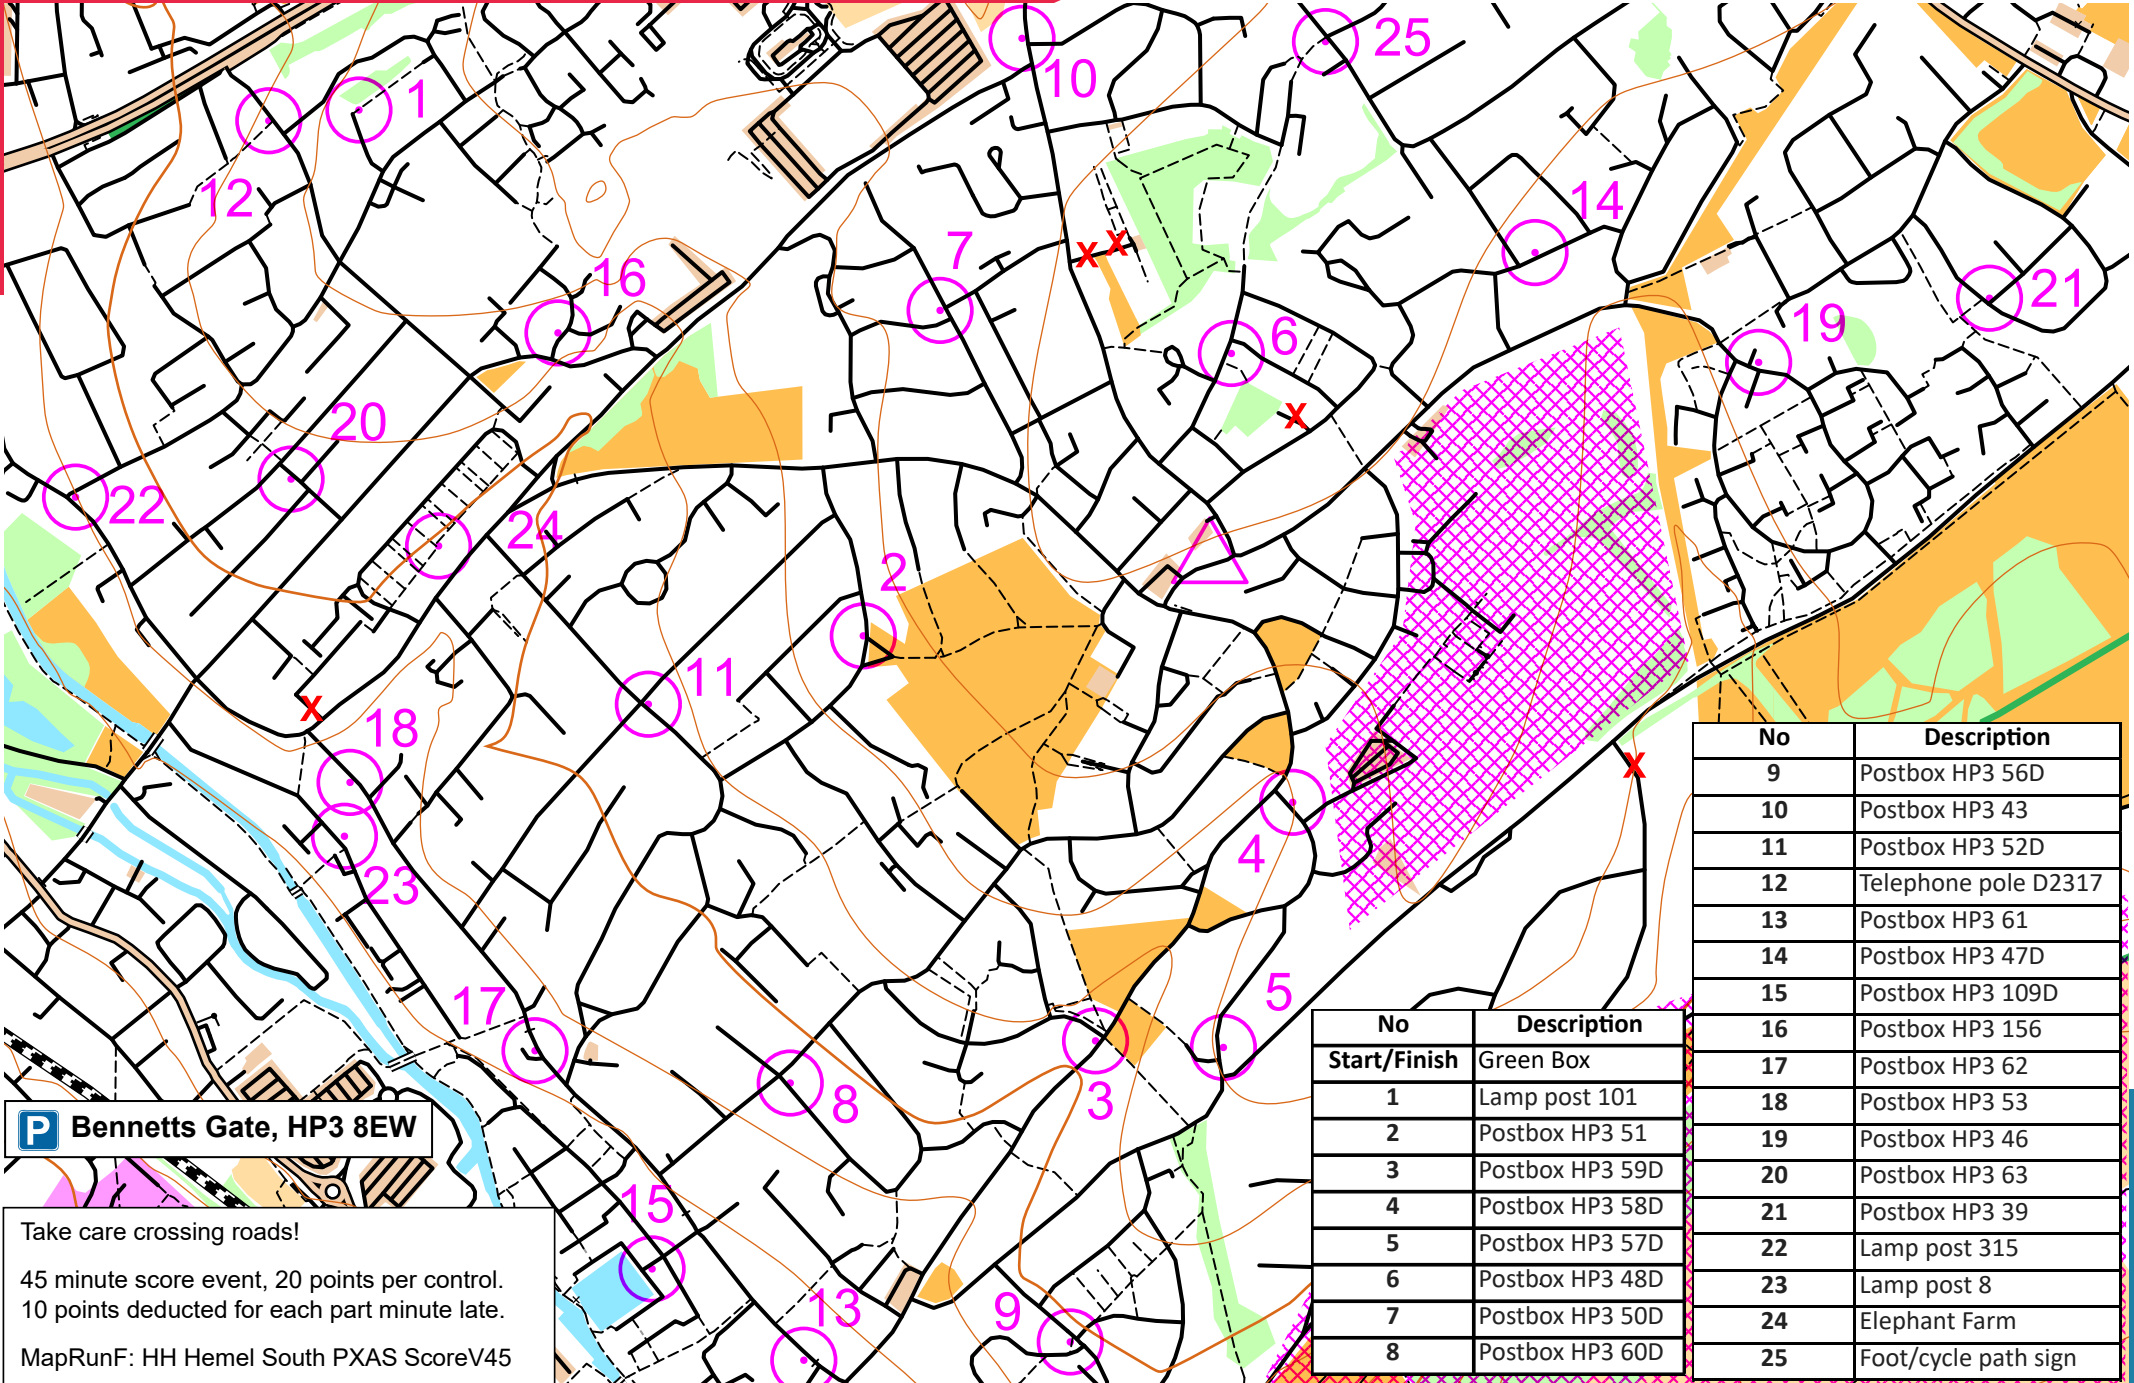 25
10
1
12
14
7
16
21
6
19
20
22
24
2
11
18
4
23
17
5
8
3
15
13
9
X X
X
X
X
P Bennetts Gate, HP3 8EW
Take care crossing roads!
45 minute score event, 20 points per control.
10 points deducted for each part minute late.
MapRunF: HH Hemel South PXAS ScoreV45
No Description
Start/Finish Green Box
1 Lamp post 101
2 Postbox HP3 51
3 Postbox HP3 59D
4 Postbox HP3 58D
5 Postbox HP3 57D
6 Postbox HP3 48D
7 Postbox HP3 50D
8 Postbox HP3 60D
No Description
9 Postbox HP3 56D
10 Postbox HP3 43
11 Postbox HP3 52D
12 Telephone pole D2317
13 Postbox HP3 61
14 Postbox HP3 47D
15 Postbox HP3 109D
16 Postbox HP3 156
17 Postbox HP3 62
18 Postbox HP3 53
19 Postbox HP3 46
20 Postbox HP3 63
21 Postbox HP3 39
22 Lamp post 315
23 Lamp post 8
24 Elephant Farm
25 Foot/cycle path sign